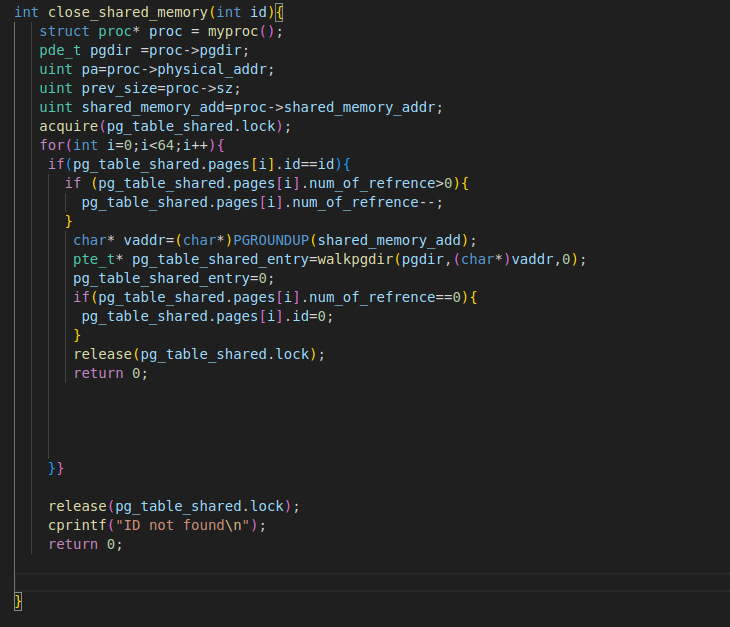 int close_shared_memory(int id){
struct proc* proc = myproc();
pde_t pgdir =proc->pgdir;
uint pa=proc->physical_addr;
uint prev_size=proc->sz;
uint shared_memory_add=proc->shared_memory_addr;
acquire(pg_table_shared.lock);
for(int i=0;i<64;i++){
if(pg_table_shared.pages[i].id==id){
if (pg_table_shared.pages[i].num_of_refrence>0){
pg_table_shared.pages[i].num_of_refrence--;
}
char* vaddr=(char*)PGROUNDUP(shared_memory_add);
pte_t* pg_table_shared_entry=walkpgdir(pgdir,(char*)vaddr,0);
pg_table_shared_entry=0;
if(pg_table_shared.pages[i].num_of_refrence==0){
pg_table_shared.pages[i].id=0;
}
release(pg_table_shared.lock);
return 0;
}}
release(pg_table_shared.lock);
cprintf("ID not found\n");
return 0;
}